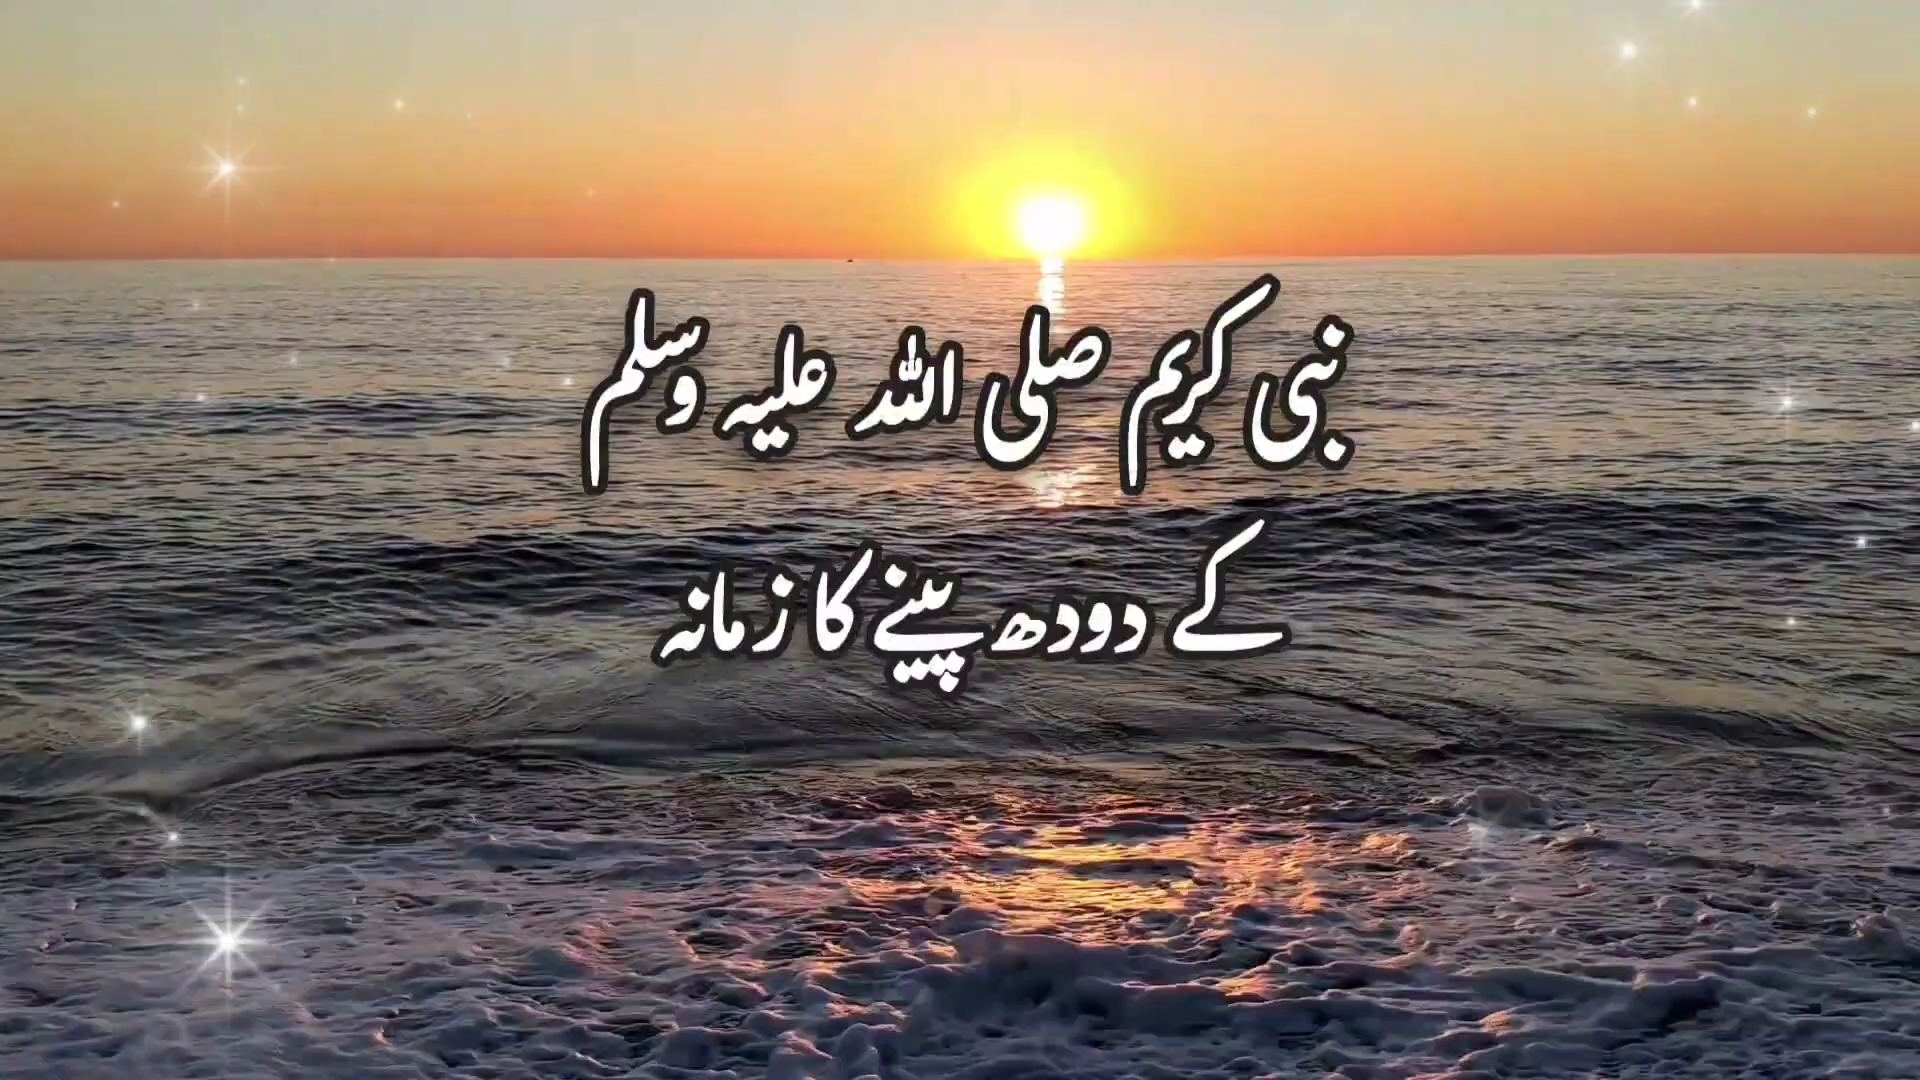 نبی کریم صلی اللہ علیہ وسلم
کے دودھ پینے کا زمانہ